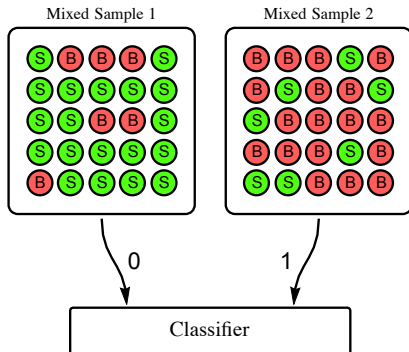 Mixed Sample 1 Mixed Sample 2
S B B B S B B B S B
S S S S S B S B B S
S S B B S S B B B B
S S S S S B B B S B
B S S S S S S B B B
0 1
Classifier